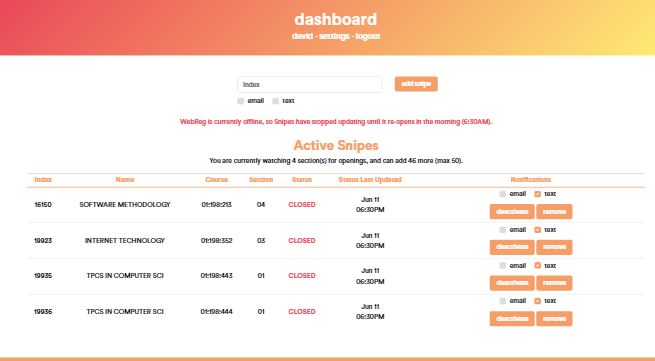 dashboard
david - settings - logout
Index
add snipe
email text
WebReg is currently offline, so Snipes have stopped updating until it re-opens in the morning (6:30AM).
Active Snipes
You are currently watching 4 section(s) for openings, and can add 46 more (max 50).
Index Name Course Section Status Status Last Updated Notifications
16150 SOFTWARE METHODOLOGY 01:198:213 04 CLOSED Jun 11 06:30PM email text
deactivate remove
19923 INTERNET TECHNOLOGY 01:198:352 03 CLOSED Jun 11 06:30PM email text
deactivate remove
19935 TPCS IN COMPUTER SCI 01:198:443 01 CLOSED Jun 11 06:30PM email text
deactivate remove
19936 TPCS IN COMPUTER SCI 01:198:444 01 CLOSED Jun 11 06:30PM email text
deactivate remove